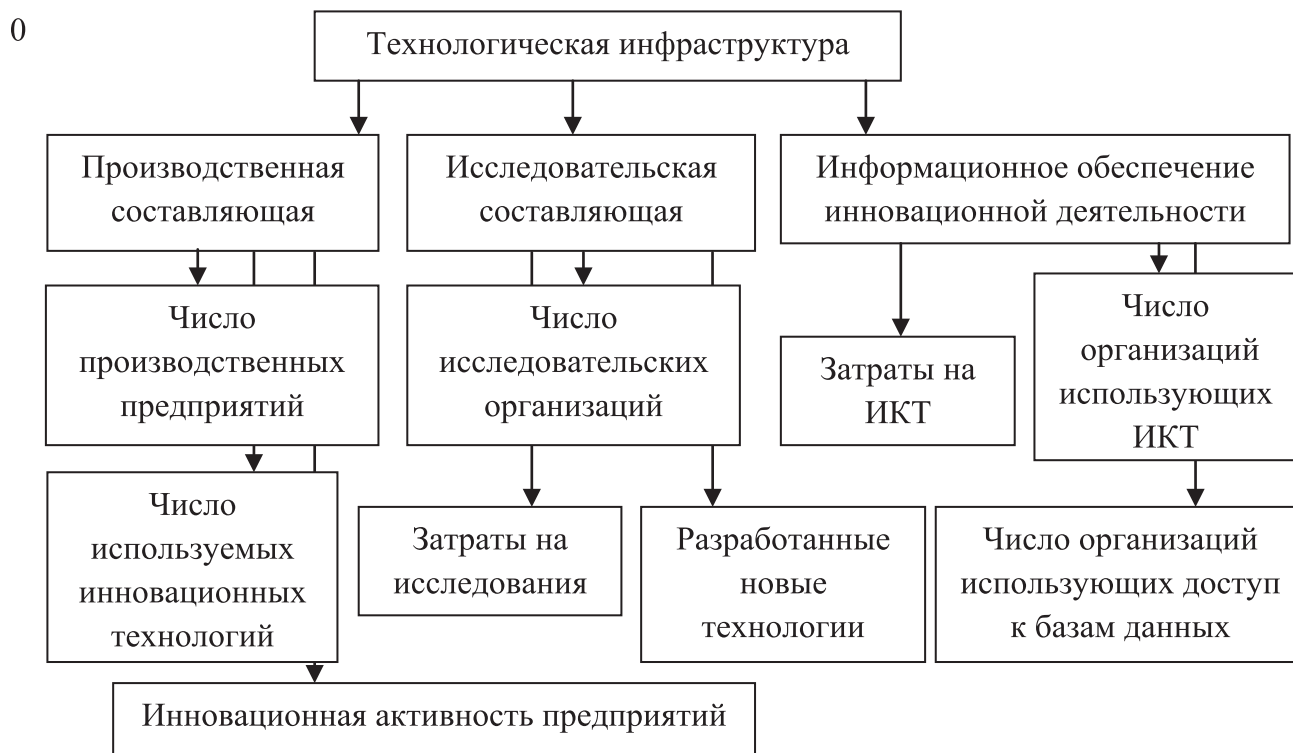 0
Технологическая инфраструктура
Производственная
составляющая
Исследовательская
составляющая
Информационное обеспечение
инновационной деятельности
Число
производственных
предприятий
Число
исследовательских
организаций
Затраты на
ИКТ
Число
организаций
использующих
ИКТ
Число
используемых
инновационных
технологий
Затраты на
исследования
Разработанные
новые
технологии
Число организаций
использующих доступ
к базам данных
Инновационная активность предприятий